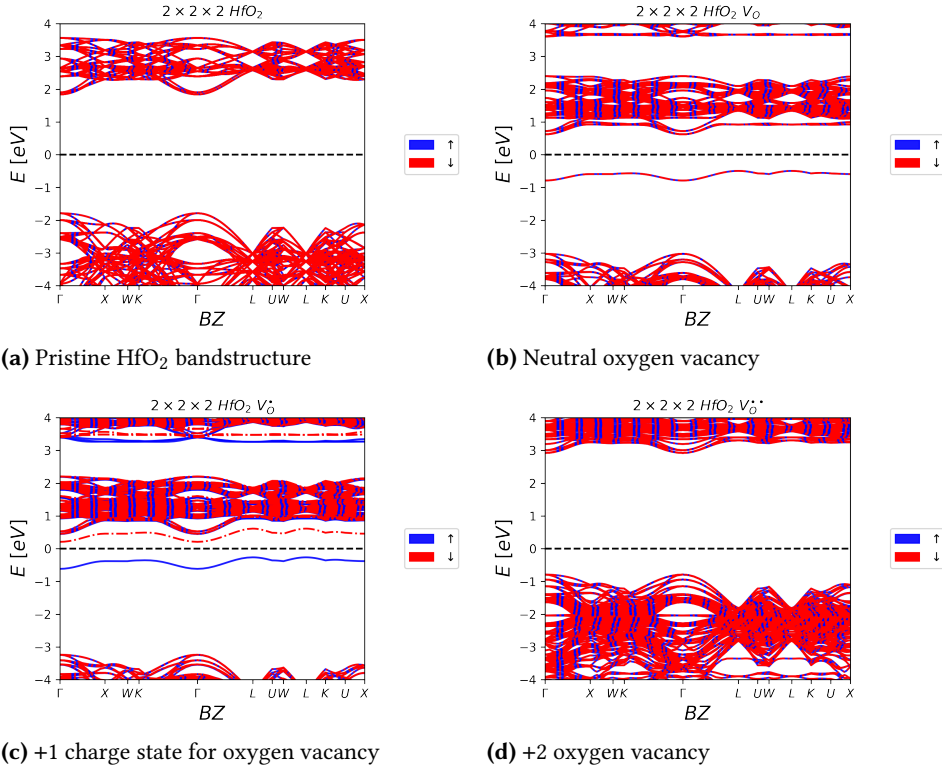 2 × 2 × 2 HfO₂
E [eV]
4
3
2
1
0
−1
−2
−3
−4
Γ X W K Γ L U W L K U X
BZ
↑
↓
(a) Pristine HfO₂ bandstructure
2 × 2 × 2 HfO₂ V_O
E [eV]
4
3
2
1
0
−1
−2
−3
−4
Γ X W K Γ L U W L K U X
BZ
↑
↓
(b) Neutral oxygen vacancy
2 × 2 × 2 HfO₂ V_O^•
E [eV]
4
3
2
1
0
−1
−2
−3
−4
Γ X W K Γ L U W L K U X
BZ
↑
↓
(c) +1 charge state for oxygen vacancy
2 × 2 × 2 HfO₂ V_O^••
E [eV]
4
3
2
1
0
−1
−2
−3
−4
Γ X W K Γ L U W L K U X
BZ
↑
↓
(d) +2 oxygen vacancy